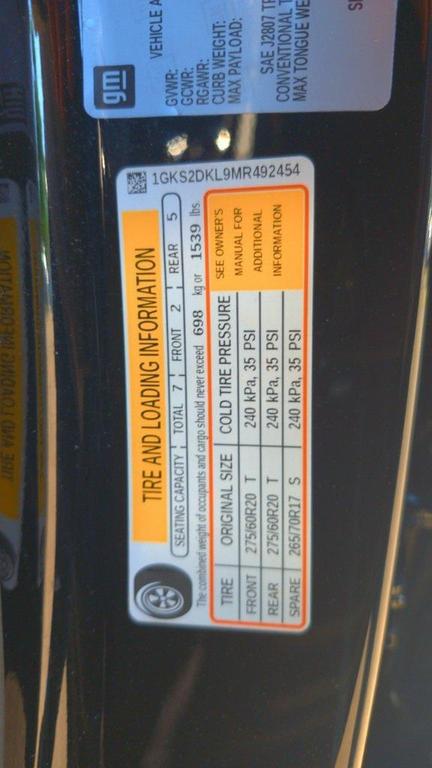 gm
VEHICLE A
GVWR:
GCWR:
RGAWR:
CURB WEIGHT:
MAX PAYLOAD:
SAE J2807 TR
CONVENTIONAL T
MAX TONGUE WE
1GKS2DKL9MR492454
TIRE AND LOADING INFORMATION
SEATING CAPACITY TOTAL 7 FRONT 2 REAR 5
The combined weight of occupants and cargo should never exceed 698 kg or 1539 lbs.
TIRE ORIGINAL SIZE COLD TIRE PRESSURE
FRONT 275/60R20 T 240 kPa, 35 PSI
REAR 275/60R20 T 240 kPa, 35 PSI
SPARE 265/70R17 S 240 kPa, 35 PSI
SEE OWNER'S
MANUAL FOR
ADDITIONAL
INFORMATION